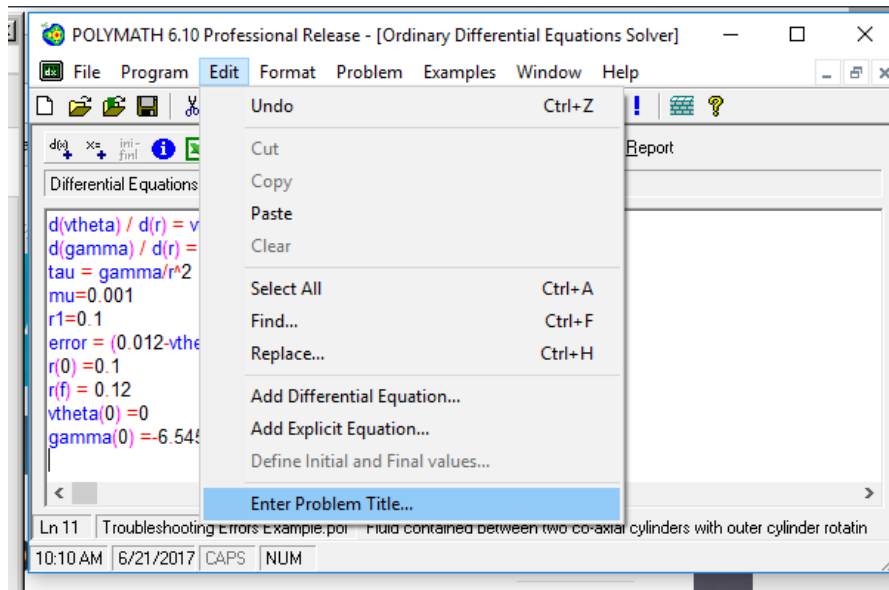 POLYMATH 6.10 Professional Release - [Ordinary Differential Equations Solver]
File Program Edit Format Problem Examples Window Help
d(x) x= ini- finl Report
Differential Equations
Undo Ctrl+Z
Cut
Copy
Paste
Clear
Select All Ctrl+A
Find... Ctrl+F
Replace... Ctrl+H
Add Differential Equation...
Add Explicit Equation...
Define Initial and Final values...
Enter Problem Title...
d(vtheta) / d(r) = v
d(gamma) / d(r) =
tau = gamma/r^2
mu=0.001
r1=0.1
error = (0.012-vthe
r(0) =0.1
r(f) = 0.12
vtheta(0) =0
gamma(0) =-6.545
Ln 11 Troubleshooting Errors Example.pol Fluid contained between two co-axial cylinders with outer cylinder rotatin
10:10 AM 6/21/2017 CAPS NUM